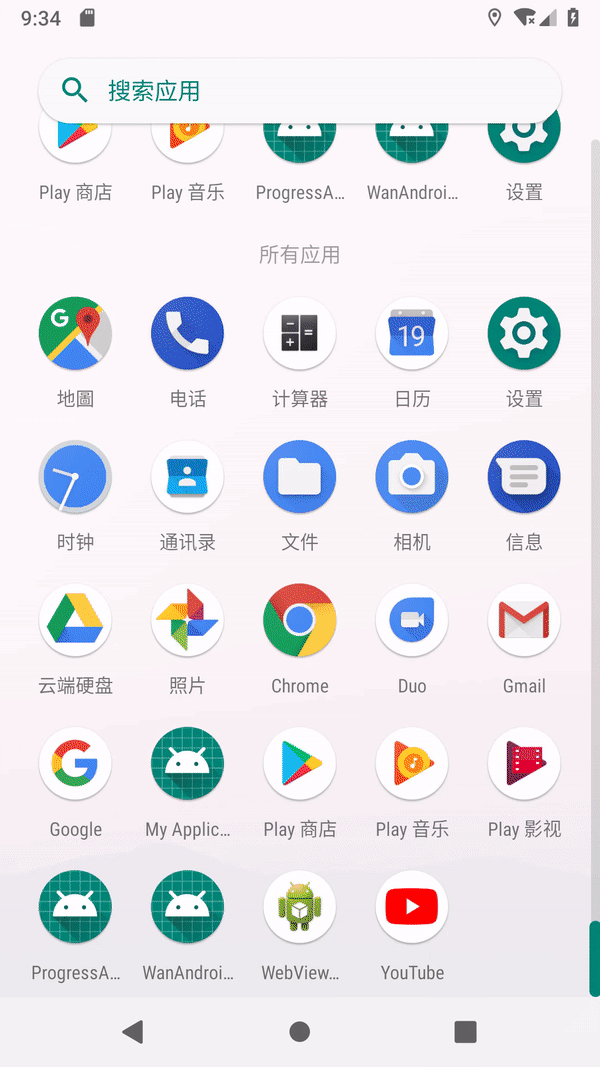 9:34
搜索应用
Play 商店
Play 音乐
ProgressA...
WanAndroi...
设置
所有应用
G
19
地圖
电话
计算器
日历
设置
时钟
通讯录
文件
相机
信息
云端硬盘
照片
Chrome
Duo
Gmail
G
Google
My Applic...
Play 商店
Play 音乐
Play 影视
ProgressA...
WanAndroi...
WebView...
YouTube